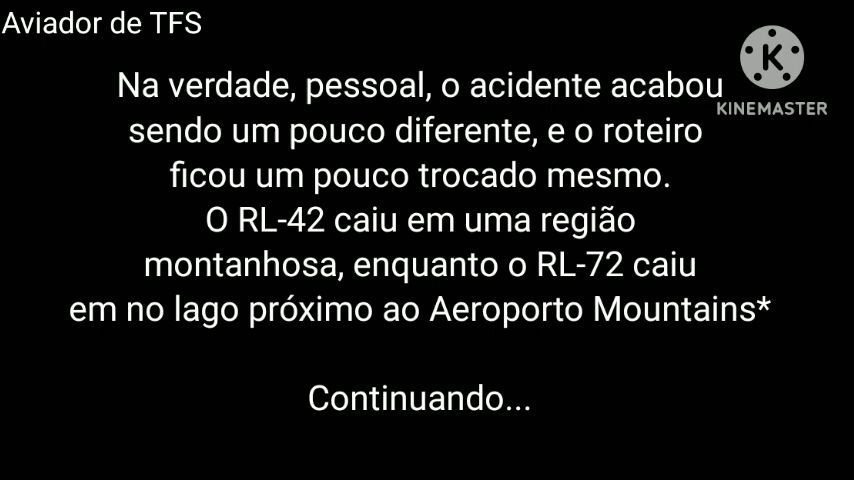 Aviador de TFS
Na verdade, pessoal, o acidente acabou
sendo um pouco diferente, e o roteiro
ficou um pouco trocado mesmo.
O RL-42 caiu em uma região
montanhosa, enquanto o RL-72 caiu
em no lago próximo ao Aeroporto Mountains*
Continuando...
K
KINEMASTER